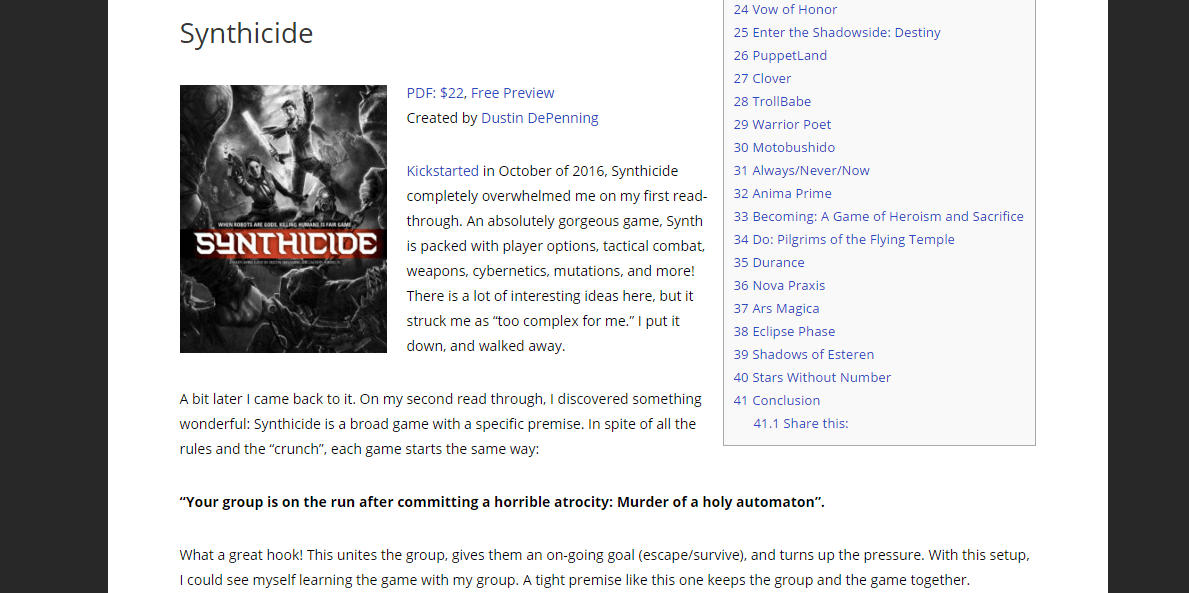 Synthicide
PDF: $22, Free Preview
Created by Dustin DePenning
WHEN ROBOTS ARE GODS, KILLING HUMANS IS FAIR GAME
SYNTHICIDE
Kickstarted in October of 2016, Synthicide
completely overwhelmed me on my first read-
through. An absolutely gorgeous game, Synth
is packed with player options, tactical combat,
weapons, cybernetics, mutations, and more!
There is a lot of interesting ideas here, but it
struck me as “too complex for me.” I put it
down, and walked away.
A bit later I came back to it. On my second read through, I discovered something
wonderful: Synthicide is a broad game with a specific premise. In spite of all the
rules and the “crunch”, each game starts the same way:
“Your group is on the run after committing a horrible atrocity: Murder of a holy automaton”.
What a great hook! This unites the group, gives them an on-going goal (escape/survive), and turns up the pressure. With this setup,
I could see myself learning the game with my group. A tight premise like this one keeps the group and the game together.
24 Vow of Honor
25 Enter the Shadowside: Destiny
26 PuppetLand
27 Clover
28 TrollBabe
29 Warrior Poet
30 Motobushido
31 Always/Never/Now
32 Anima Prime
33 Becoming: A Game of Heroism and Sacrifice
34 Do: Pilgrims of the Flying Temple
35 Durance
36 Nova Praxis
37 Ars Magica
38 Eclipse Phase
39 Shadows of Esteren
40 Stars Without Number
41 Conclusion
41.1 Share this: